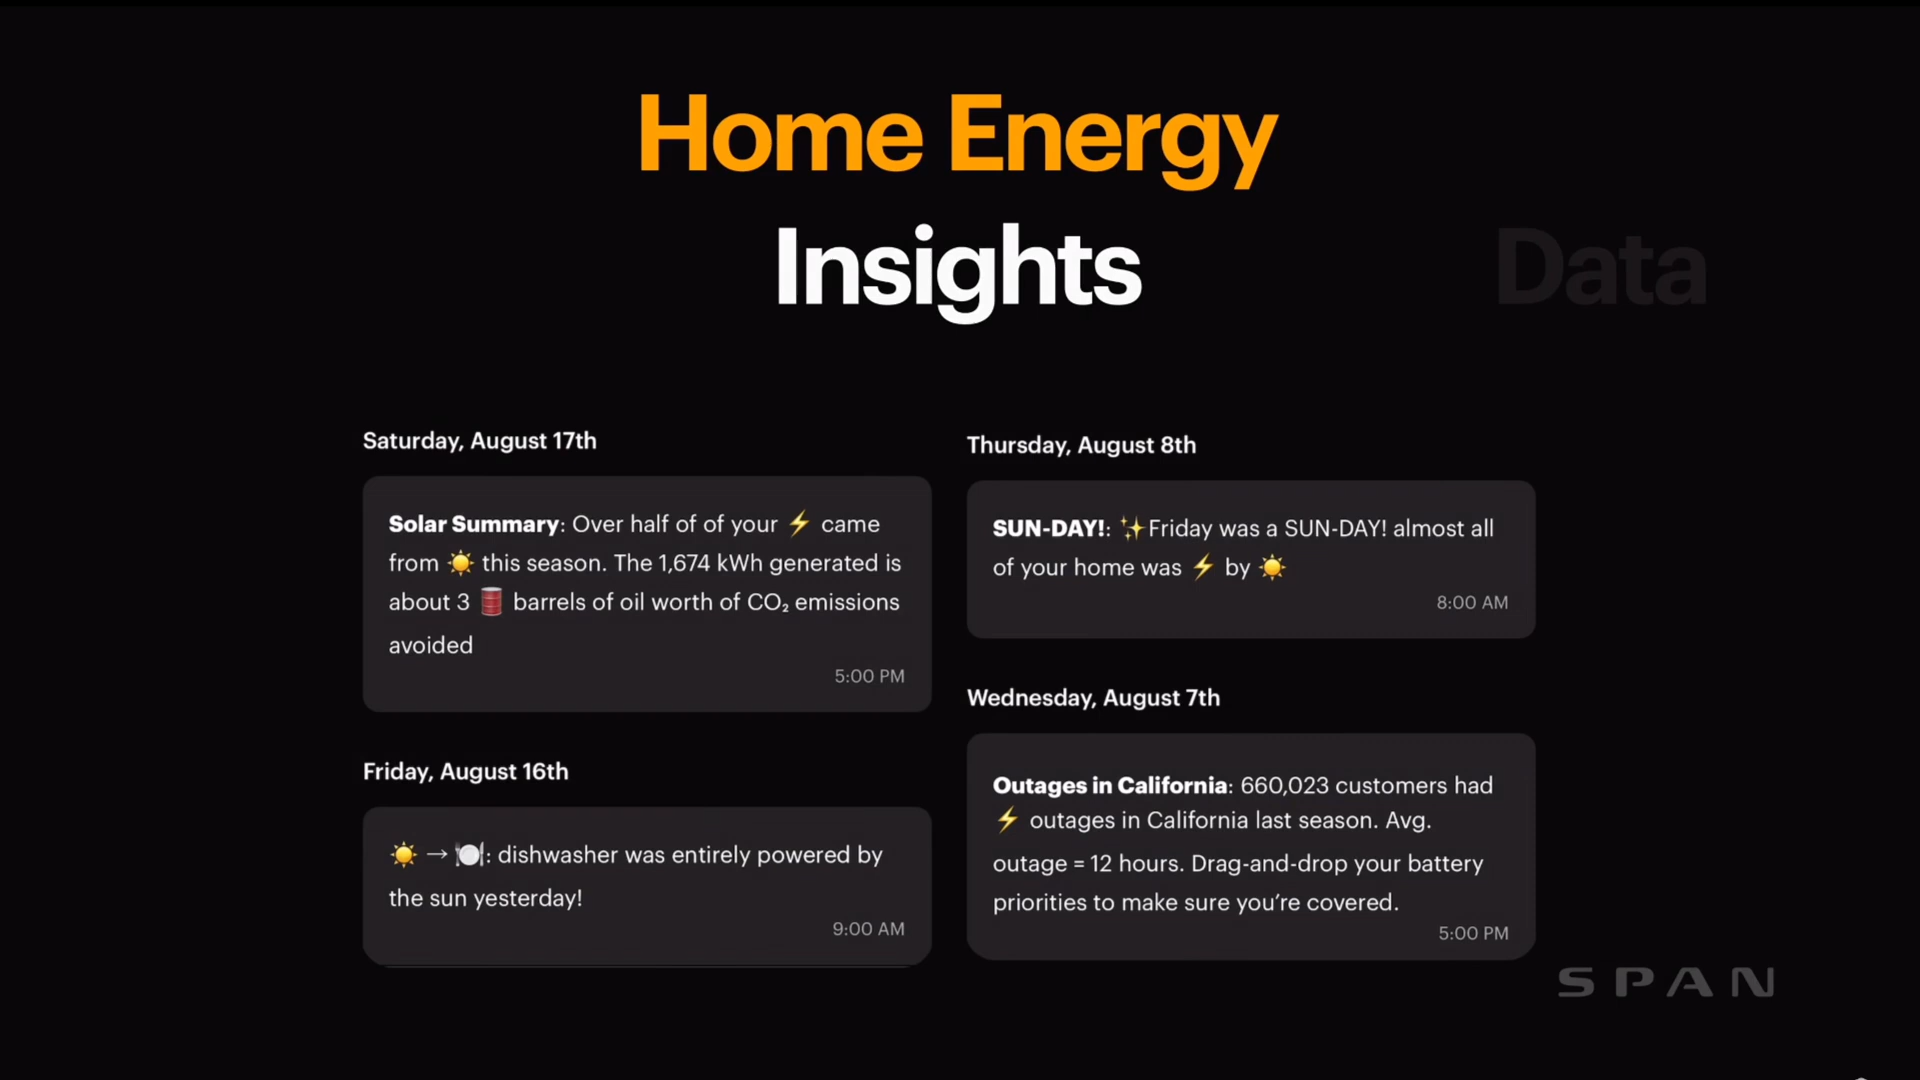 Home Energy
Insights
Data
Saturday, August 17th
Solar Summary: Over half of of your ⚡ came
from ☀️ this season. The 1,674 kWh generated is
about 3 🛢️ barrels of oil worth of CO₂ emissions
avoided
5:00 PM
Friday, August 16th
☀️ → 🍽️: dishwasher was entirely powered by
the sun yesterday!
9:00 AM
Thursday, August 8th
SUN-DAY!: ✨Friday was a SUN-DAY! almost all
of your home was ⚡ by ☀️
8:00 AM
Wednesday, August 7th
Outages in California: 660,023 customers had
⚡ outages in California last season. Avg.
outage = 12 hours. Drag-and-drop your battery
priorities to make sure you’re covered.
5:00 PM
SPAN